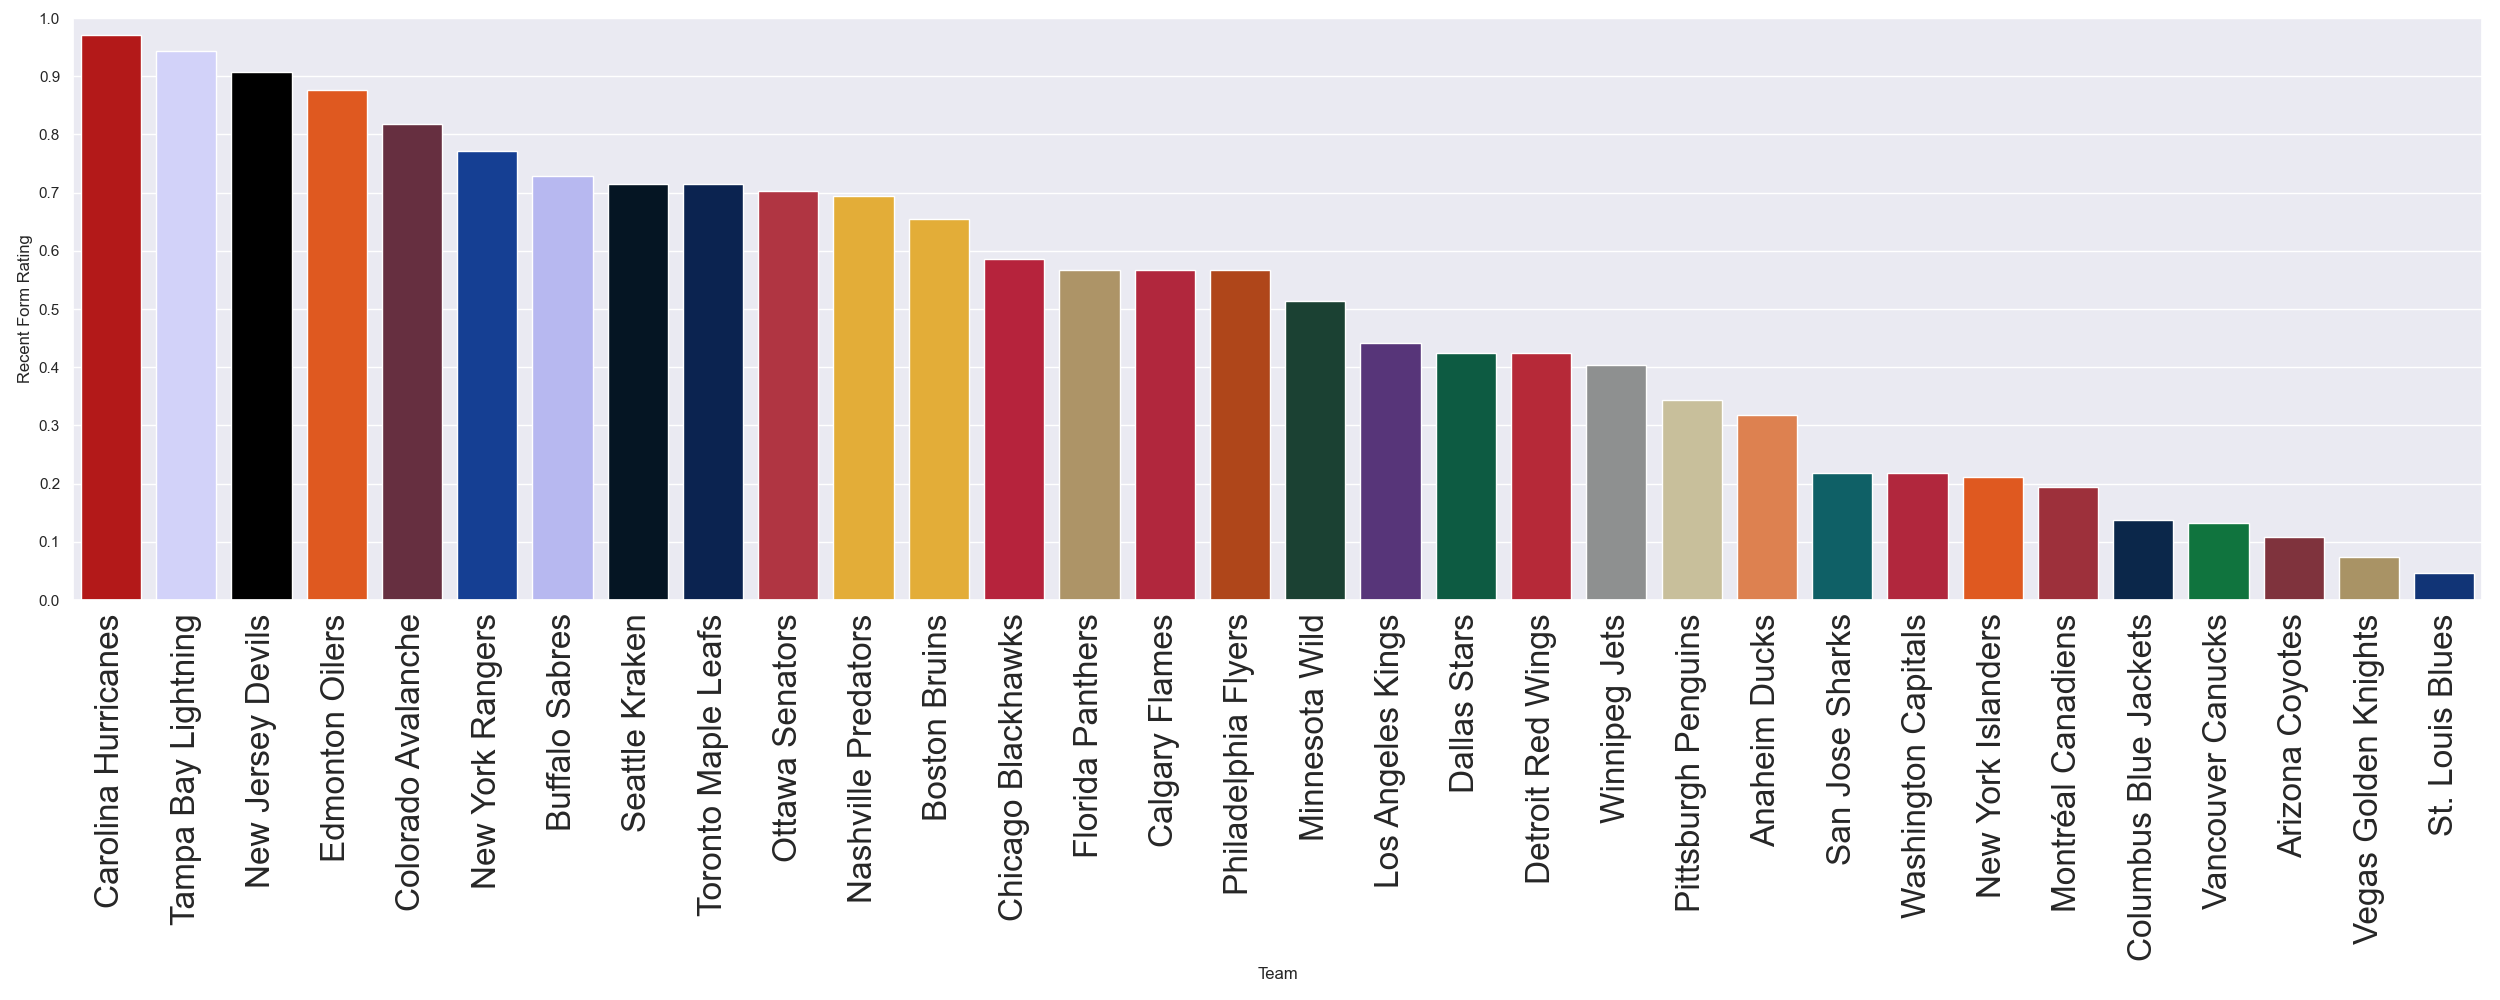 1.0
0.9
0.8
0.7
0.6
0.5
0.4
0.3
0.2
0.1
0.0
Recent Form Rating
Carolina Hurricanes
Tampa Bay Lightning
New Jersey Devils
Edmonton Oilers
Colorado Avalanche
New York Rangers
Buffalo Sabres
Seattle Kraken
Toronto Maple Leafs
Ottawa Senators
Nashville Predators
Boston Bruins
Chicago Blackhawks
Florida Panthers
Calgary Flames
Philadelphia Flyers
Minnesota Wild
Los Angeles Kings
Dallas Stars
Detroit Red Wings
Winnipeg Jets
Pittsburgh Penguins
Anaheim Ducks
San Jose Sharks
Washington Capitals
New York Islanders
Montréal Canadiens
Columbus Blue Jackets
Vancouver Canucks
Arizona Coyotes
Vegas Golden Knights
St. Louis Blues
Team